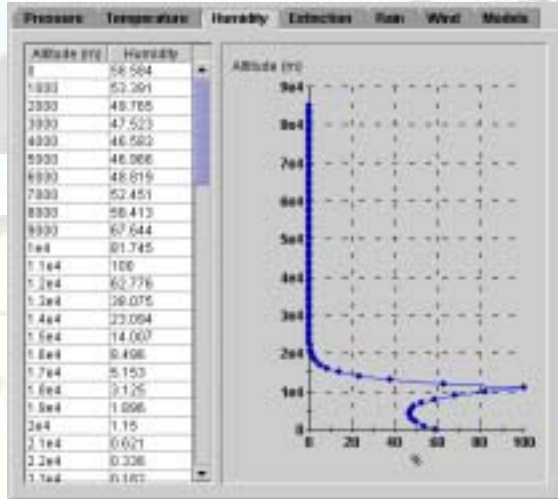 Pressure Temperature Humidity Extinction Rain Wind Models
Altitude (m) Humidity
0 58.584
1000 53.391
2000 49.765
3000 47.523
4000 46.583
5000 46.966
6000 48.819
7000 52.451
8000 58.413
9000 67.644
1e4 81.745
1.1e4 100
1.2e4 62.776
1.3e4 38.075
1.4e4 23.094
1.5e4 14.007
1.6e4 8.496
1.7e4 5.153
1.8e4 3.125
1.9e4 1.896
2e4 1.15
2.1e4 0.621
2.2e4 0.336
Altitude (m)
9e4
8e4
7e4
6e4
5e4
4e4
3e4
2e4
1e4
0
0 20 40 60 80 100
%